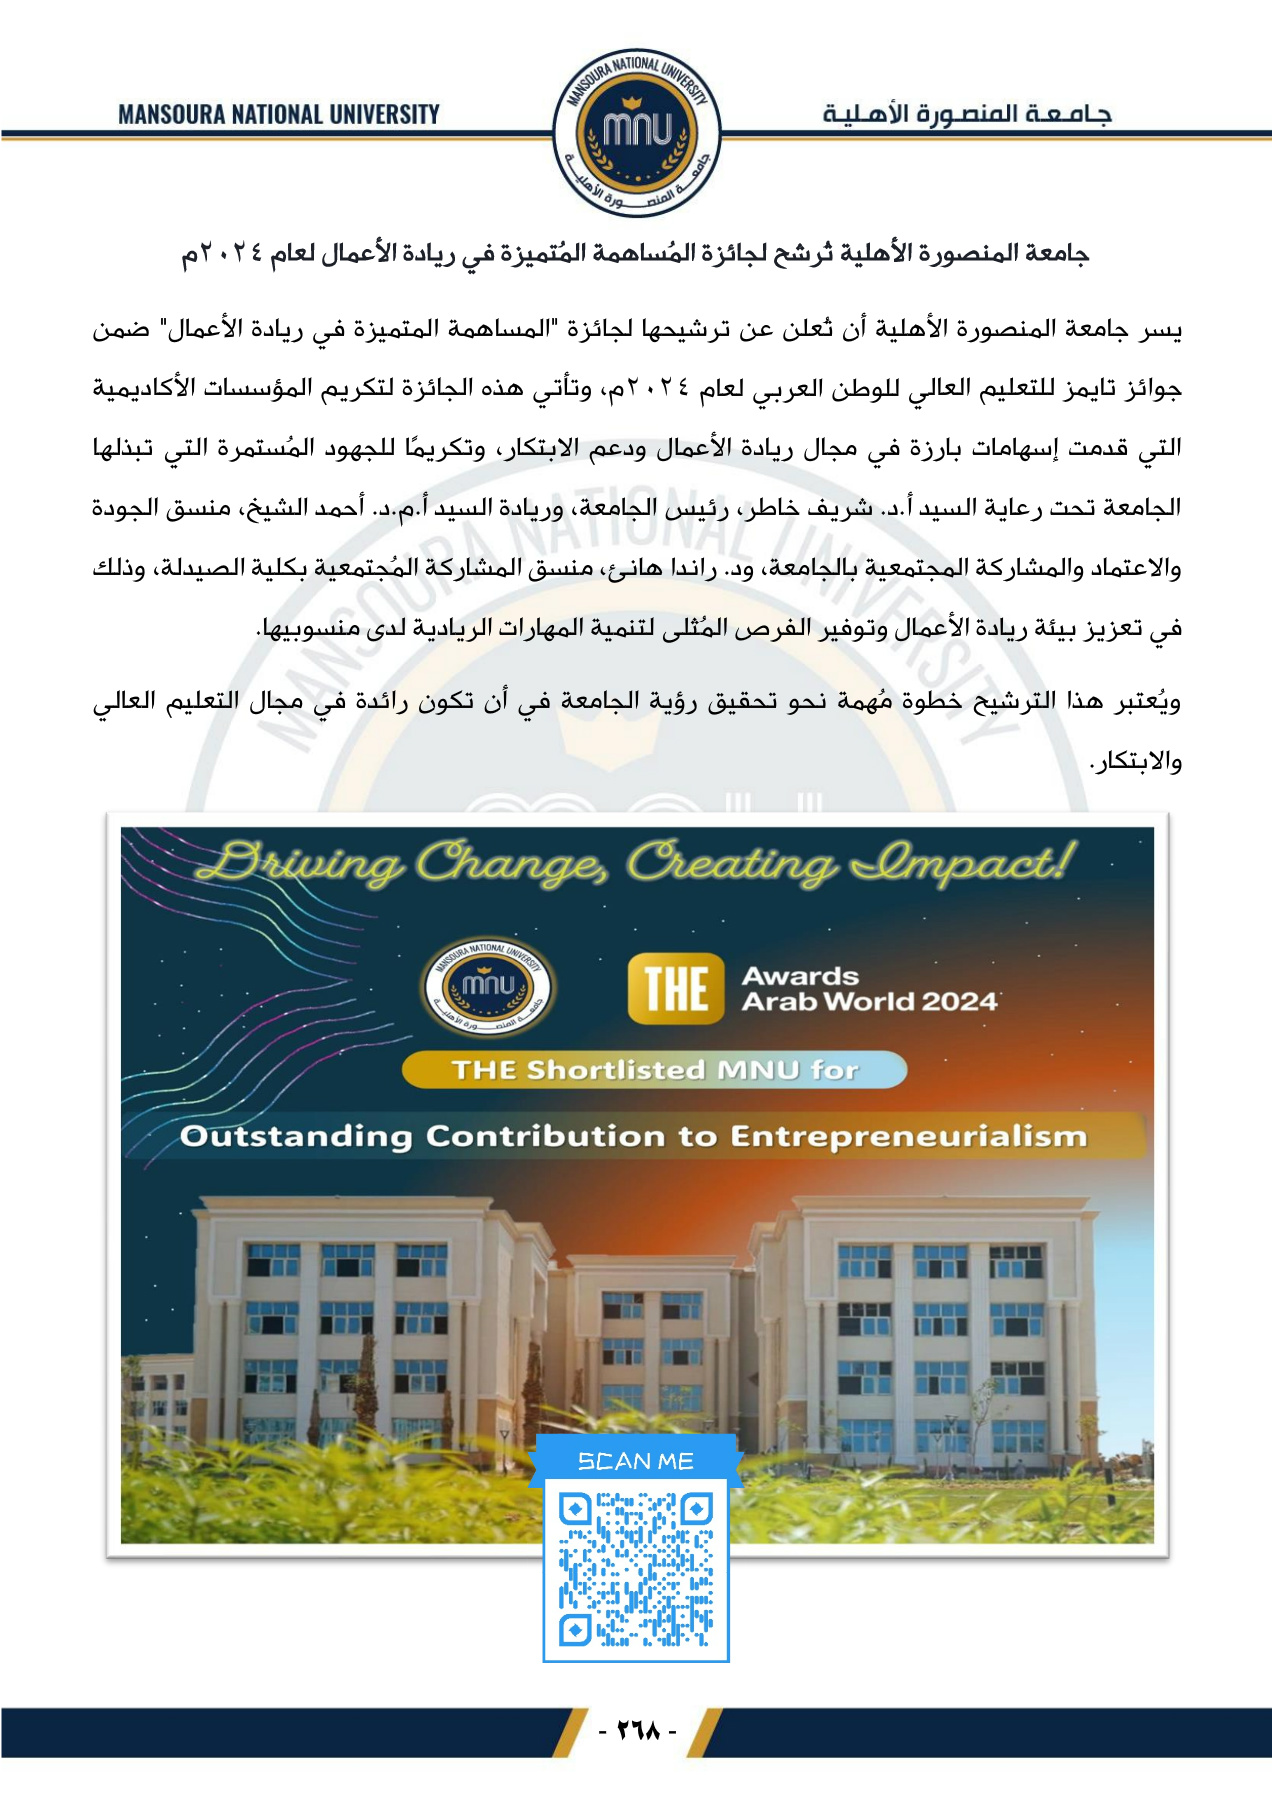 MANSOURA NATIONAL UNIVERSITY
جامعة المنصورة الأهلية
MANSOURA NATIONAL UNIVERSITY
mnu
جامعة المنصورة الأهلية
جامعة المنصورة الأهلية تُرشح لجائزة المُساهمة المُتميزة في ريادة الأعمال لعام ٢٠٢٤م
يسر جامعة المنصورة الأهلية أن تُعلن عن ترشيحها لجائزة "المساهمة المتميزة في ريادة الأعمال" ضمن
جوائز تايمز للتعليم العالي للوطن العربي لعام ٢٠٢٤م، وتأتي هذه الجائزة لتكريم المؤسسات الأكاديمية
التي قدمت إسهامات بارزة في مجال ريادة الأعمال ودعم الابتكار، وتكريمًا للجهود المُستمرة التي تبذلها
الجامعة تحت رعاية السيد أ.د. شريف خاطر، رئيس الجامعة، وريادة السيد أ.م.د. أحمد الشيخ، منسق الجودة
والاعتماد والمشاركة المجتمعية بالجامعة، ود. راندا هانئ، منسق المشاركة المُجتمعية بكلية الصيدلة، وذلك
في تعزيز بيئة ريادة الأعمال وتوفير الفرص المُثلى لتنمية المهارات الريادية لدى منسوبيها.
ويُعتبر هذا الترشيح خطوة مُهمة نحو تحقيق رؤية الجامعة في أن تكون رائدة في مجال التعليم العالي
والابتكار.
MANSOURA NATIONAL UNIVERSITY
Driving Change, Creating Impact!
MANSOURA NATIONAL UNIVERSITY
mnu
جامعة المنصورة الأهلية
THE
Awards
Arab World 2024
THE Shortlisted MNU for
Outstanding Contribution to Entrepreneurialism
SCAN ME
- ٢٦٨ -